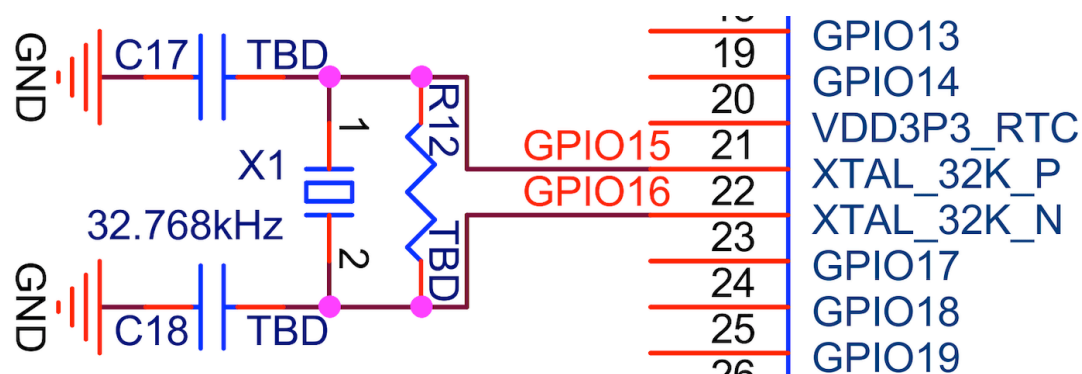 GND
C17
TBD
1
R12
X1
32.768kHz
2
TBD
GND
C18
TBD
GPIO15
GPIO16
19
20
21
22
23
24
25
26
GPIO13
GPIO14
VDD3P3_RTC
XTAL_32K_P
XTAL_32K_N
GPIO17
GPIO18
GPIO19